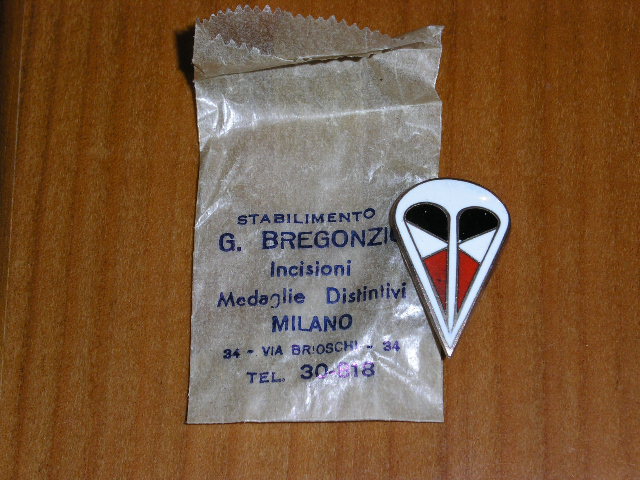 STABILIMENTO
G. BREGONZIO
Incisioni
Medaglie Distintivi
MILANO
34 - VIA BRIOSCHI - 34
TEL. 30-818